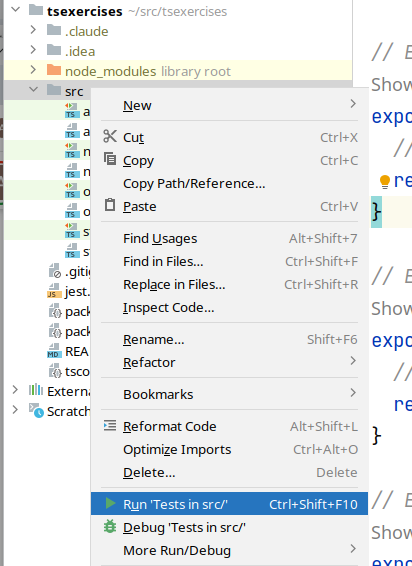 tsexercises ~/src/tsexercises
.claude
// E
.idea
Show
node_modules library root
src
expo
New
//
Cut Ctrl+X
Copy Ctrl+C
Copy Path/Reference...
re
Paste Ctrl+V
}
Find Usages Alt+Shift+7
Find in Files... Ctrl+Shift+F
.giti
// E
Replace in Files... Ctrl+Shift+R
jest.
Show
Inspect Code...
pack
expo
pack
Rename... Shift+F6
REA
Refactor
//
tsco
Externa
Bookmarks
re
Scratch
Reformat Code Alt+Shift+L
}
Optimize Imports Ctrl+Alt+O
Delete... Delete
Run 'Tests in src/' Ctrl+Shift+F10
// E
Debug 'Tests in src/'
Show
More Run/Debug
expo